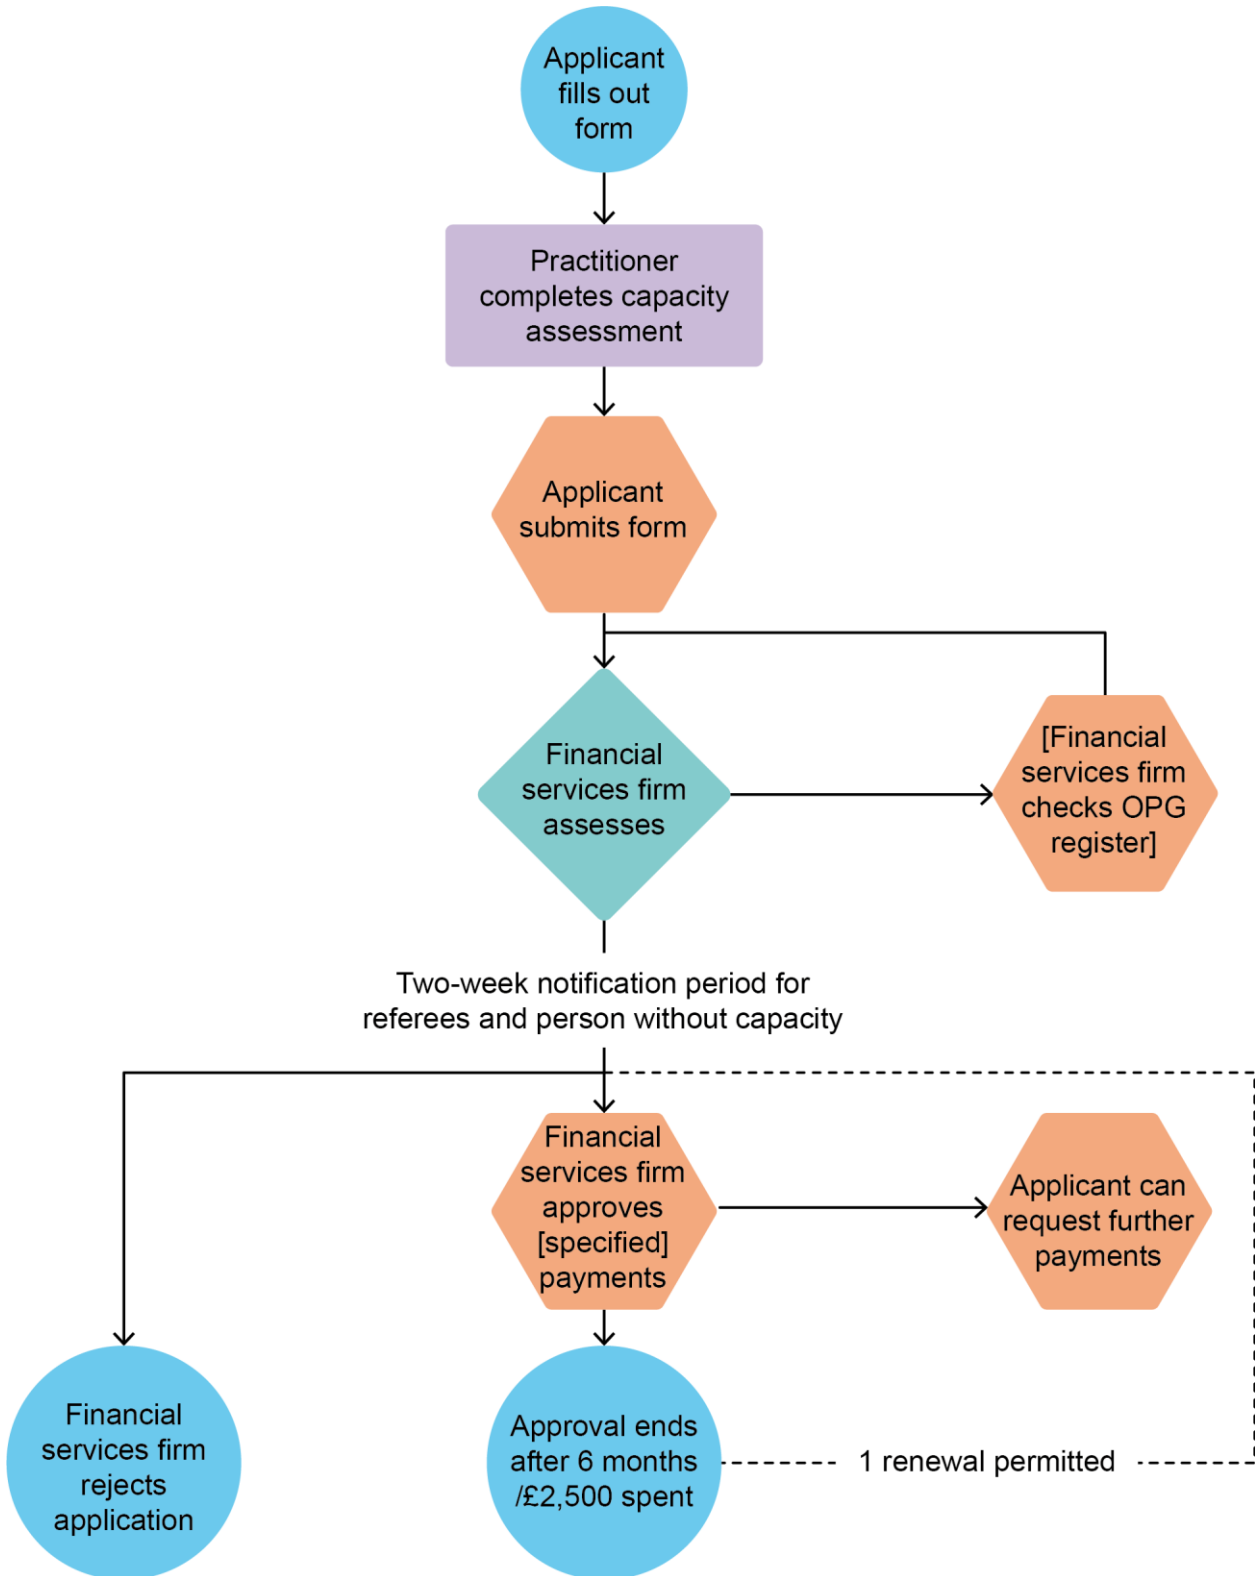 Applicant
fills out
form
Practitioner
completes capacity
assessment
Applicant
submits form
Financial
services firm
assesses
[Financial
services firm
checks OPG
register]
Two-week notification period for
referees and person without capacity
Financial
services firm
approves
[specified]
payments
Applicant can
request further
payments
Financial
services firm
rejects
application
Approval ends
after 6 months
/£2,500 spent
1 renewal permitted